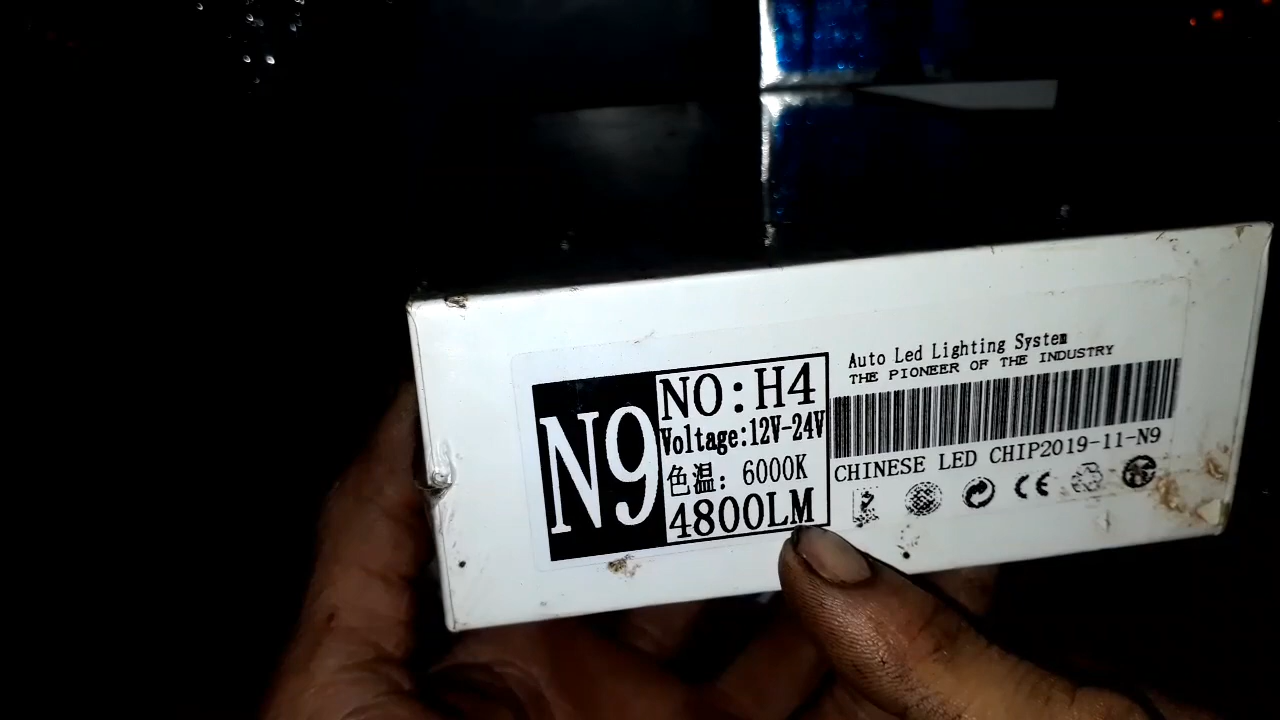 N9
NO:H4
Voltage:12V-24V
色温: 6000K
4800LM
Auto Led Lighting System
THE PIONEER OF THE INDUSTRY
CHINESE LED CHIP2019-11-N9
CE